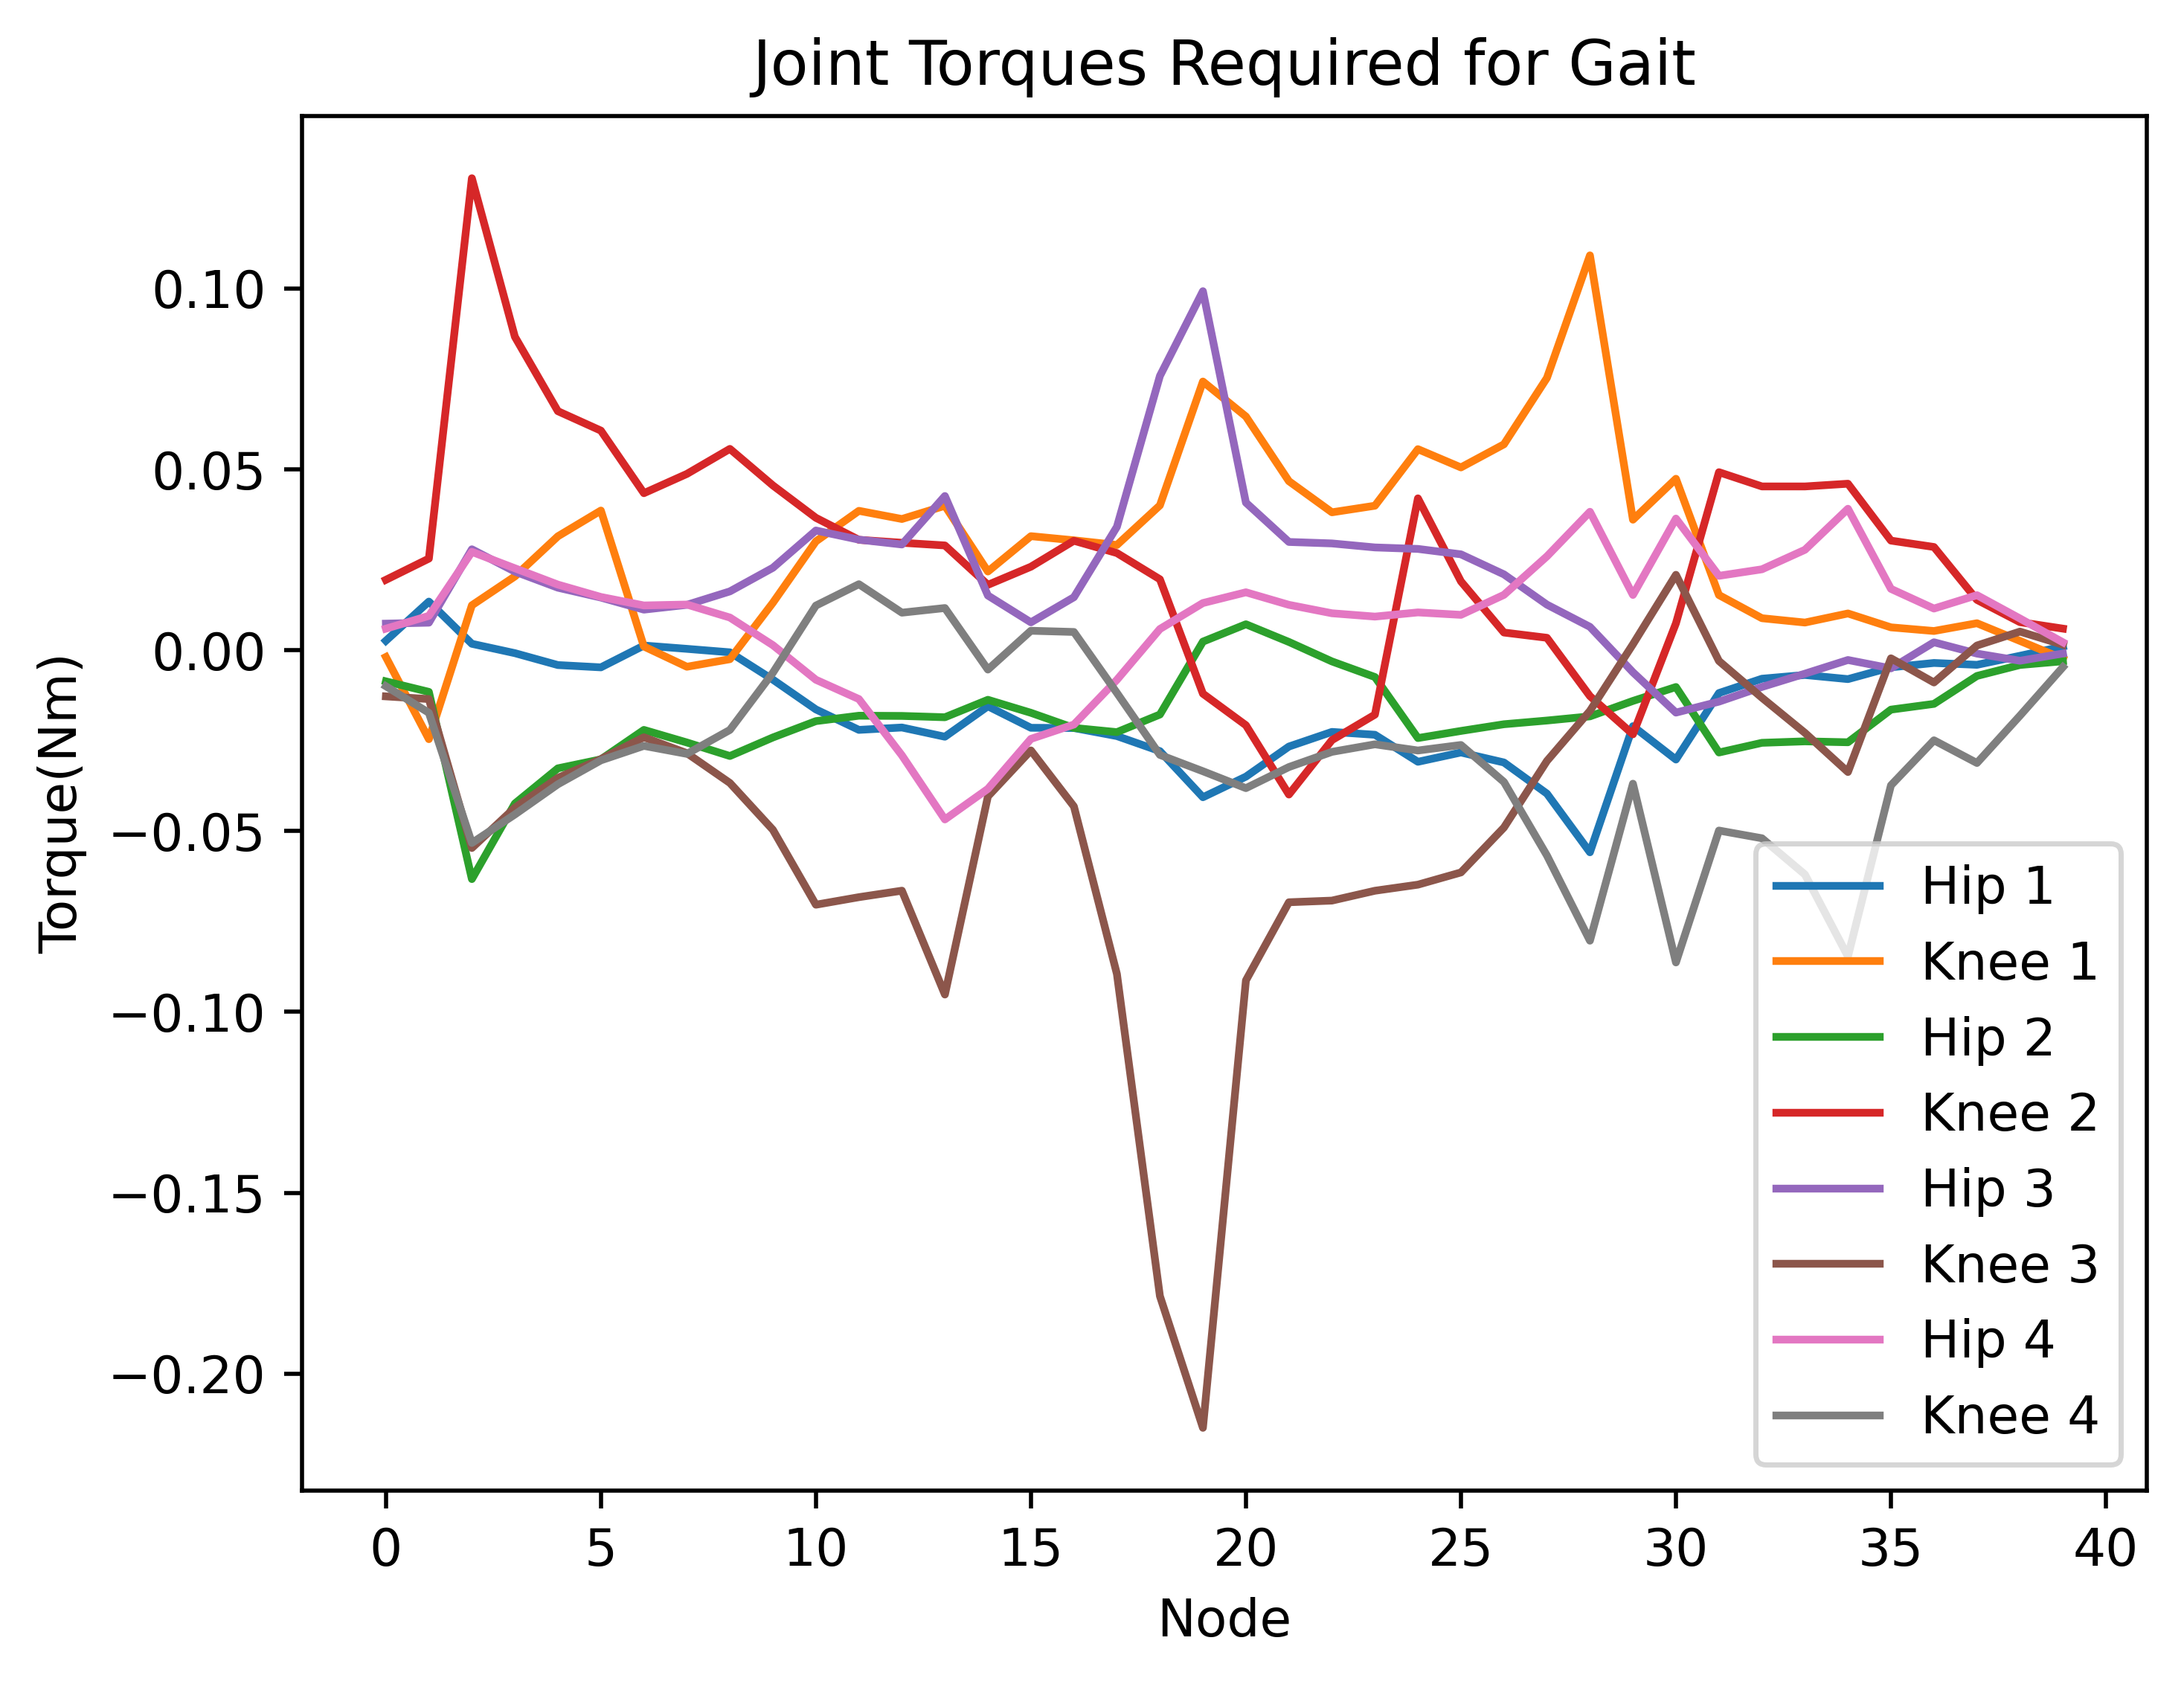 Joint Torques Required for Gait
Torque(Nm)
0.10
0.05
0.00
−0.05
−0.10
−0.15
−0.20
Hip 1
Knee 1
Hip 2
Knee 2
Hip 3
Knee 3
Hip 4
Knee 4
0 5 10 15 20 25 30 35 40
Node